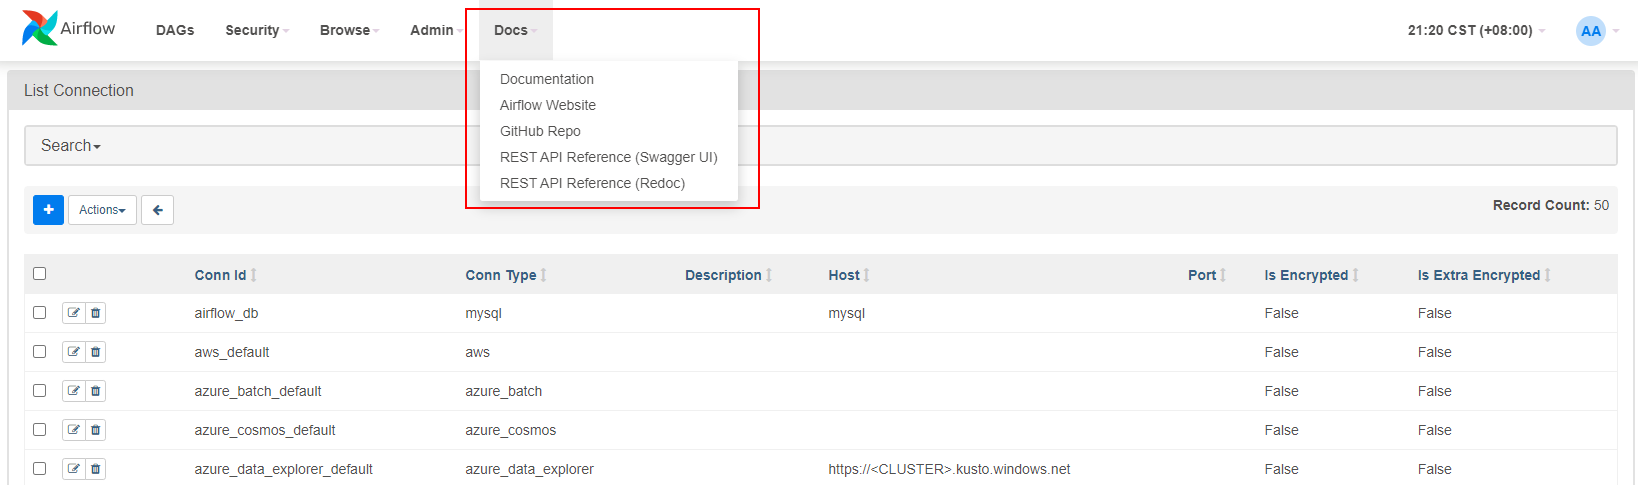 Airflow DAGs Security Browse Admin Docs 21:20 CST (+08:00) AA
Documentation
Airflow Website
GitHub Repo
REST API Reference (Swagger UI)
REST API Reference (Redoc)
List Connection
Search
+ Actions Record Count: 50
Conn Id Conn Type Description Host Port Is Encrypted Is Extra Encrypted
airflow_db mysql mysql False False
aws_default aws False False
azure_batch_default azure_batch False False
azure_cosmos_default azure_cosmos False False
azure_data_explorer_default azure_data_explorer https://<CLUSTER>.kusto.windows.net False False